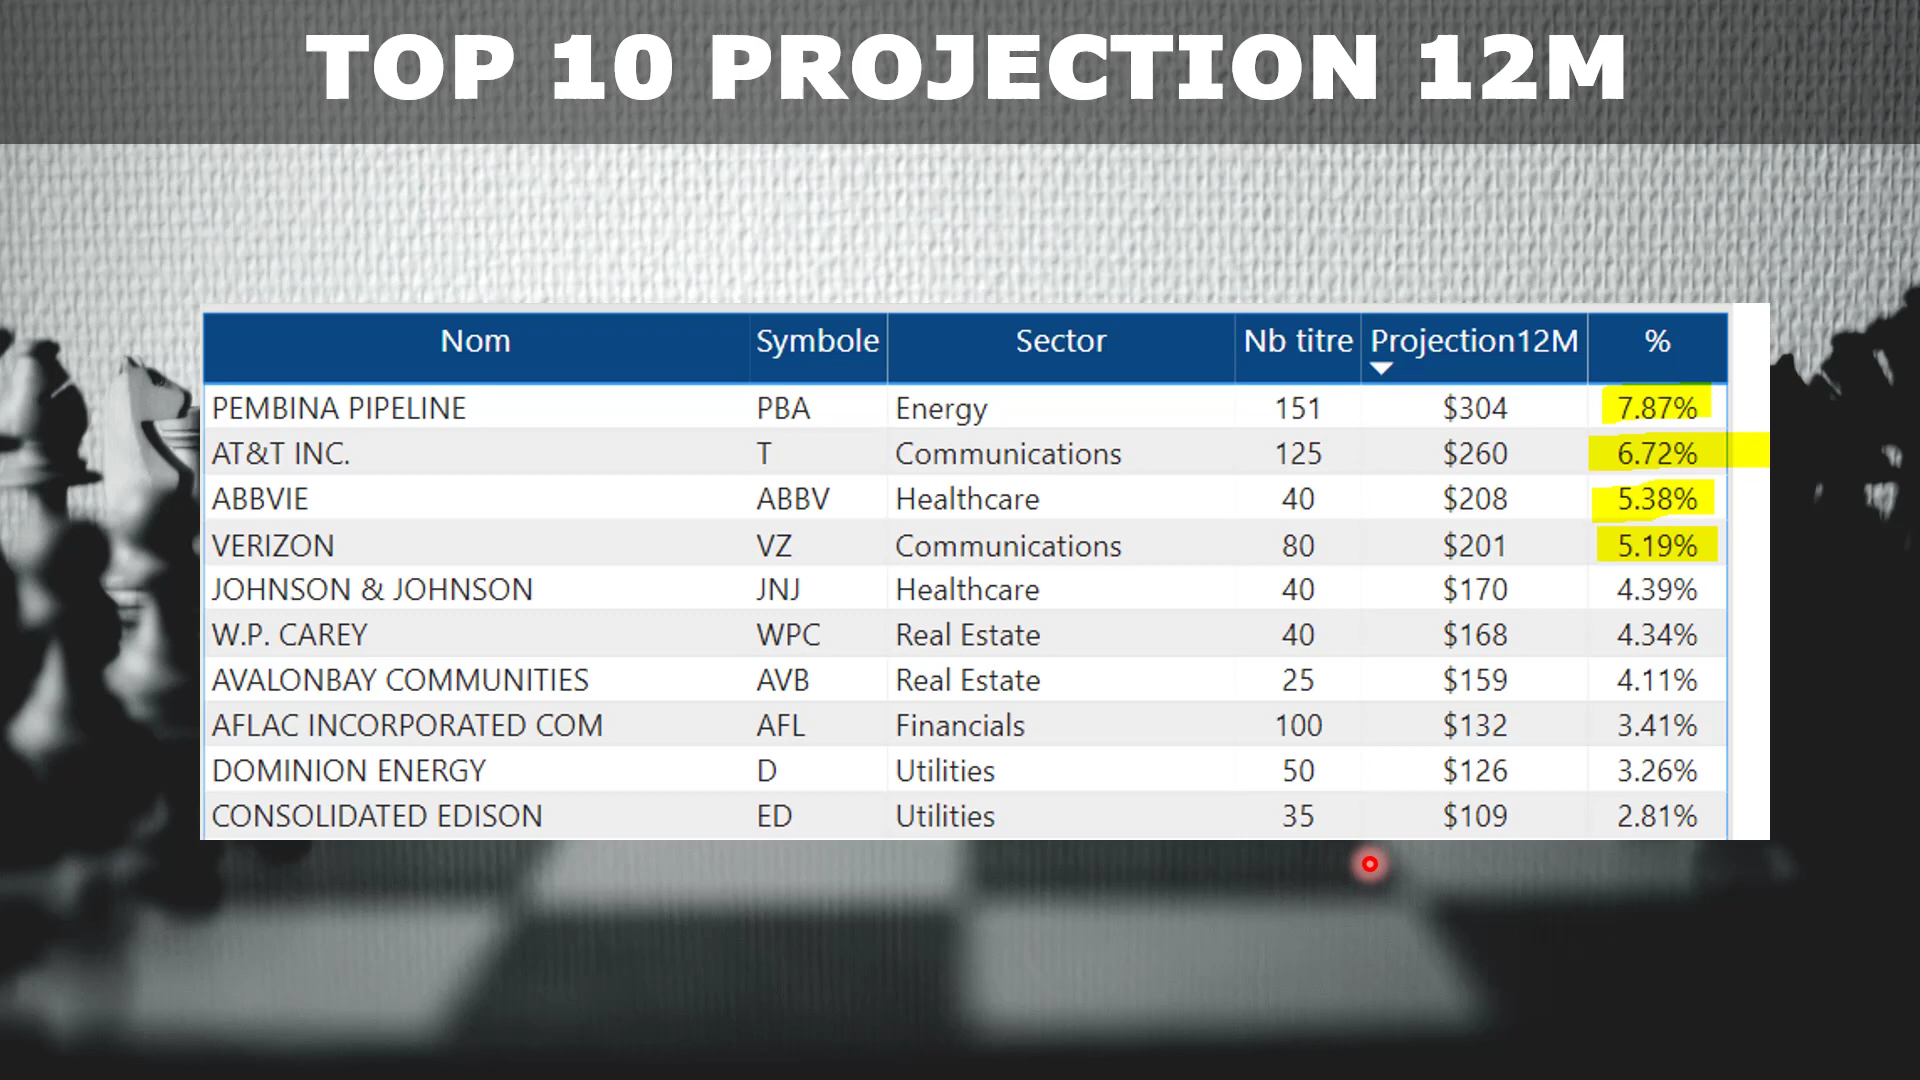 TOP 10 PROJECTION 12M
Nom Symbole Sector Nb titre Projection12M %
PEMBINA PIPELINE PBA Energy 151 $304 7.87%
AT&T INC. T Communications 125 $260 6.72%
ABBVIE ABBV Healthcare 40 $208 5.38%
VERIZON VZ Communications 80 $201 5.19%
JOHNSON & JOHNSON JNJ Healthcare 40 $170 4.39%
W.P. CAREY WPC Real Estate 40 $168 4.34%
AVALONBAY COMMUNITIES AVB Real Estate 25 $159 4.11%
AFLAC INCORPORATED COM AFL Financials 100 $132 3.41%
DOMINION ENERGY D Utilities 50 $126 3.26%
CONSOLIDATED EDISON ED Utilities 35 $109 2.81%